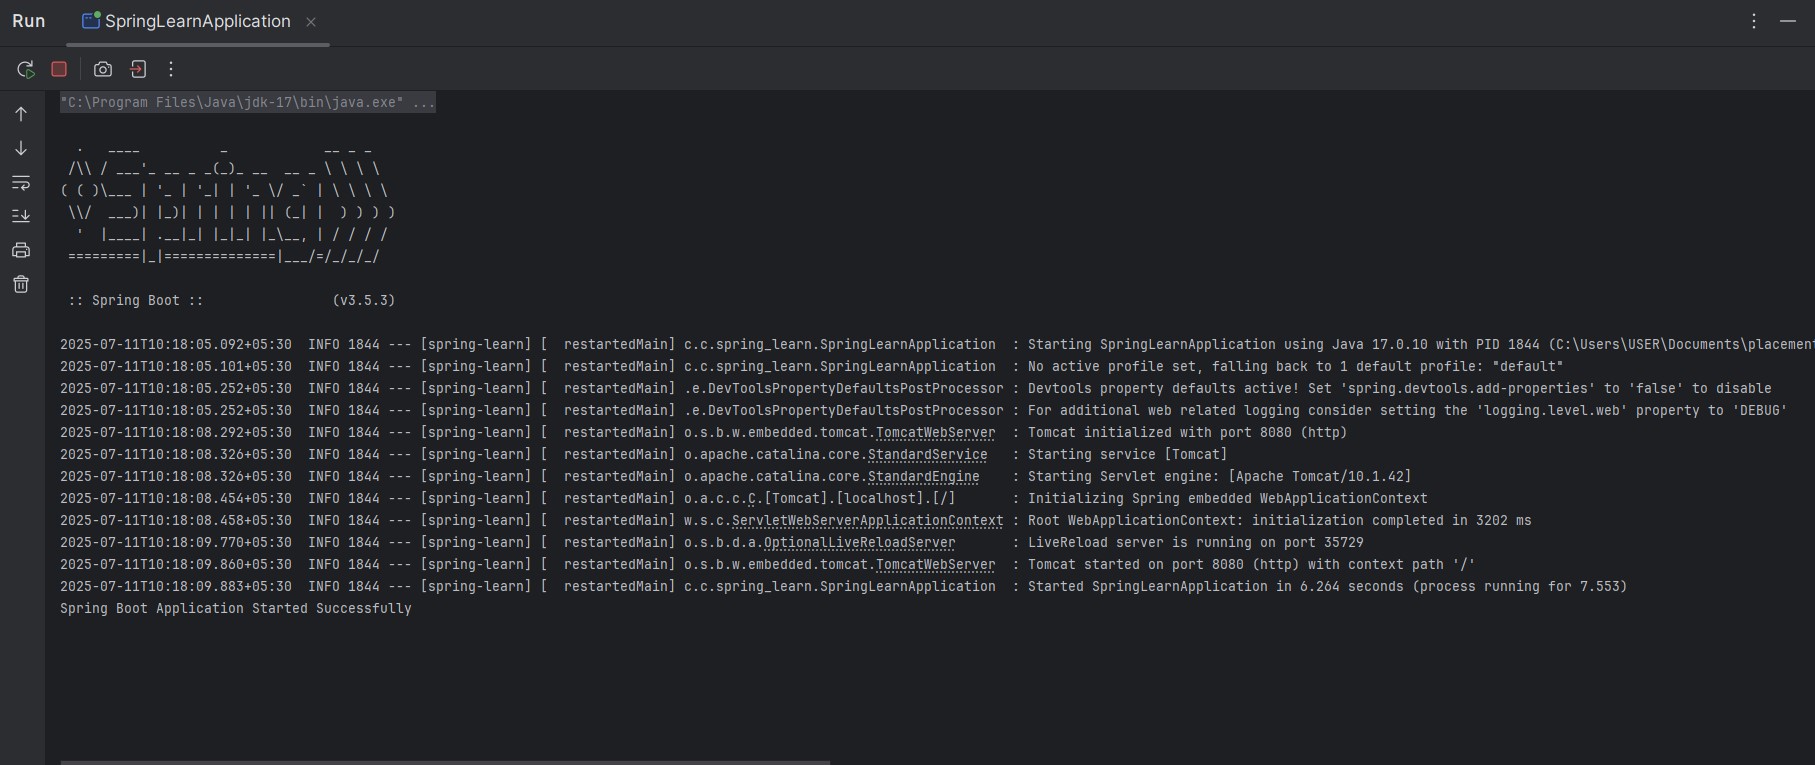 Run SpringLearnApplication
"C:\Program Files\Java\jdk-17\bin\java.exe" ...
  .   ____          _            __ _ _
 /\\ / ___'_ __ _ _(_)_ __  __ _ \ \ \ \
( ( )\___ | '_ | '_| | '_ \/ _` | \ \ \ \
 \\/  ___)| |_)| | | | | || (_| |  ) ) ) )
  '  |____| .__|_| |_|_| |_\__, | / / / /
 =========|_|==============|___/=/_/_/_/
 :: Spring Boot ::                (v3.5.3)
2025-07-11T10:18:05.092+05:30  INFO 1844 --- [spring-learn] [  restartedMain] c.c.spring_learn.SpringLearnApplication  : Starting SpringLearnApplication using Java 17.0.10 with PID 1844 (C:\Users\USER\Documents\placement
2025-07-11T10:18:05.101+05:30  INFO 1844 --- [spring-learn] [  restartedMain] c.c.spring_learn.SpringLearnApplication  : No active profile set, falling back to 1 default profile: "default"
2025-07-11T10:18:05.252+05:30  INFO 1844 --- [spring-learn] [  restartedMain] .e.DevToolsPropertyDefaultsPostProcessor : Devtools property defaults active! Set 'spring.devtools.add-properties' to 'false' to disable
2025-07-11T10:18:05.252+05:30  INFO 1844 --- [spring-learn] [  restartedMain] .e.DevToolsPropertyDefaultsPostProcessor : For additional web related logging consider setting the 'logging.level.web' property to 'DEBUG'
2025-07-11T10:18:08.292+05:30  INFO 1844 --- [spring-learn] [  restartedMain] o.s.b.w.embedded.tomcat.TomcatWebServer  : Tomcat initialized with port 8080 (http)
2025-07-11T10:18:08.326+05:30  INFO 1844 --- [spring-learn] [  restartedMain] o.apache.catalina.core.StandardService   : Starting service [Tomcat]
2025-07-11T10:18:08.326+05:30  INFO 1844 --- [spring-learn] [  restartedMain] o.apache.catalina.core.StandardEngine    : Starting Servlet engine: [Apache Tomcat/10.1.42]
2025-07-11T10:18:08.454+05:30  INFO 1844 --- [spring-learn] [  restartedMain] o.a.c.c.C.[Tomcat].[localhost].[/]       : Initializing Spring embedded WebApplicationContext
2025-07-11T10:18:08.458+05:30  INFO 1844 --- [spring-learn] [  restartedMain] w.s.c.ServletWebServerApplicationContext : Root WebApplicationContext: initialization completed in 3202 ms
2025-07-11T10:18:09.770+05:30  INFO 1844 --- [spring-learn] [  restartedMain] o.s.b.d.a.OptionalLiveReloadServer       : LiveReload server is running on port 35729
2025-07-11T10:18:09.860+05:30  INFO 1844 --- [spring-learn] [  restartedMain] o.s.b.w.embedded.tomcat.TomcatWebServer  : Tomcat started on port 8080 (http) with context path '/'
2025-07-11T10:18:09.883+05:30  INFO 1844 --- [spring-learn] [  restartedMain] c.c.spring_learn.SpringLearnApplication  : Started SpringLearnApplication in 6.264 seconds (process running for 7.553)
Spring Boot Application Started Successfully